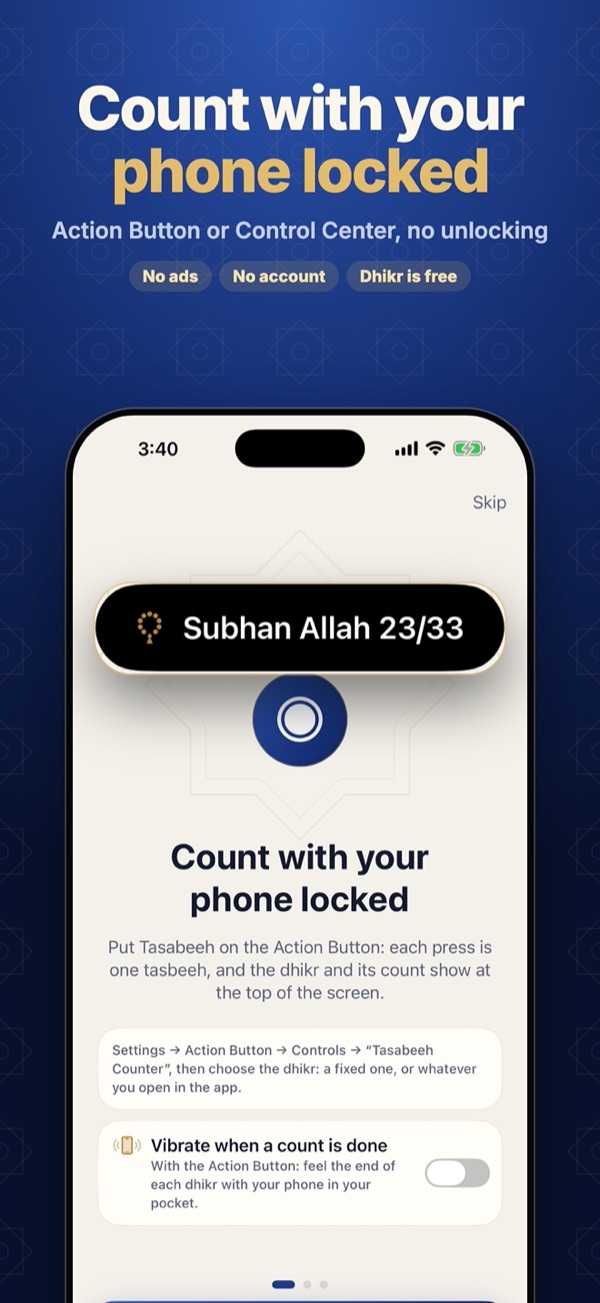 Count with your
phone locked
Action Button or Control Center, no unlocking
No ads No account Dhikr is free
3:40
Skip
Subhan Allah 23/33
Count with your
phone locked
Put Tasabeeh on the Action Button: each press is
one tasbeeh, and the dhikr and its count show at
the top of the screen.
Settings → Action Button → Controls → “Tasabeeh
Counter”, then choose the dhikr: a fixed one, or whatever
you open in the app.
Vibrate when a count is done
With the Action Button: feel the end of
each dhikr with your phone in your
pocket.